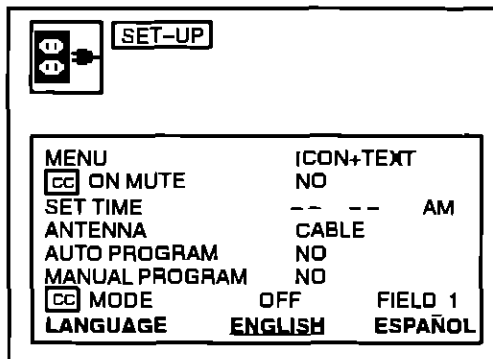 SET-UP
MENU ICON+TEXT
CC ON MUTE NO
SET TIME -- -- AM
ANTENNA CABLE
AUTO PROGRAM NO
MANUAL PROGRAM NO
CC MODE OFF FIELD 1
LANGUAGE ENGLISH ESPAÑOL